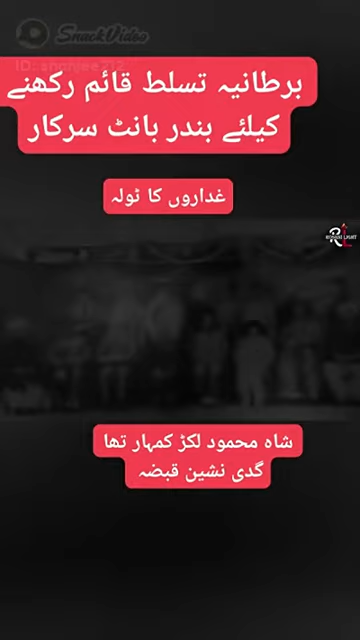 SnackVideo
برطانیہ تسلط قائم رکھنے
کیلئے بندر بانٹ سرکار
غداروں کا ٹولہ
شاہ محمود لکڑ کمہار تھا
گدی نشین قبضہ